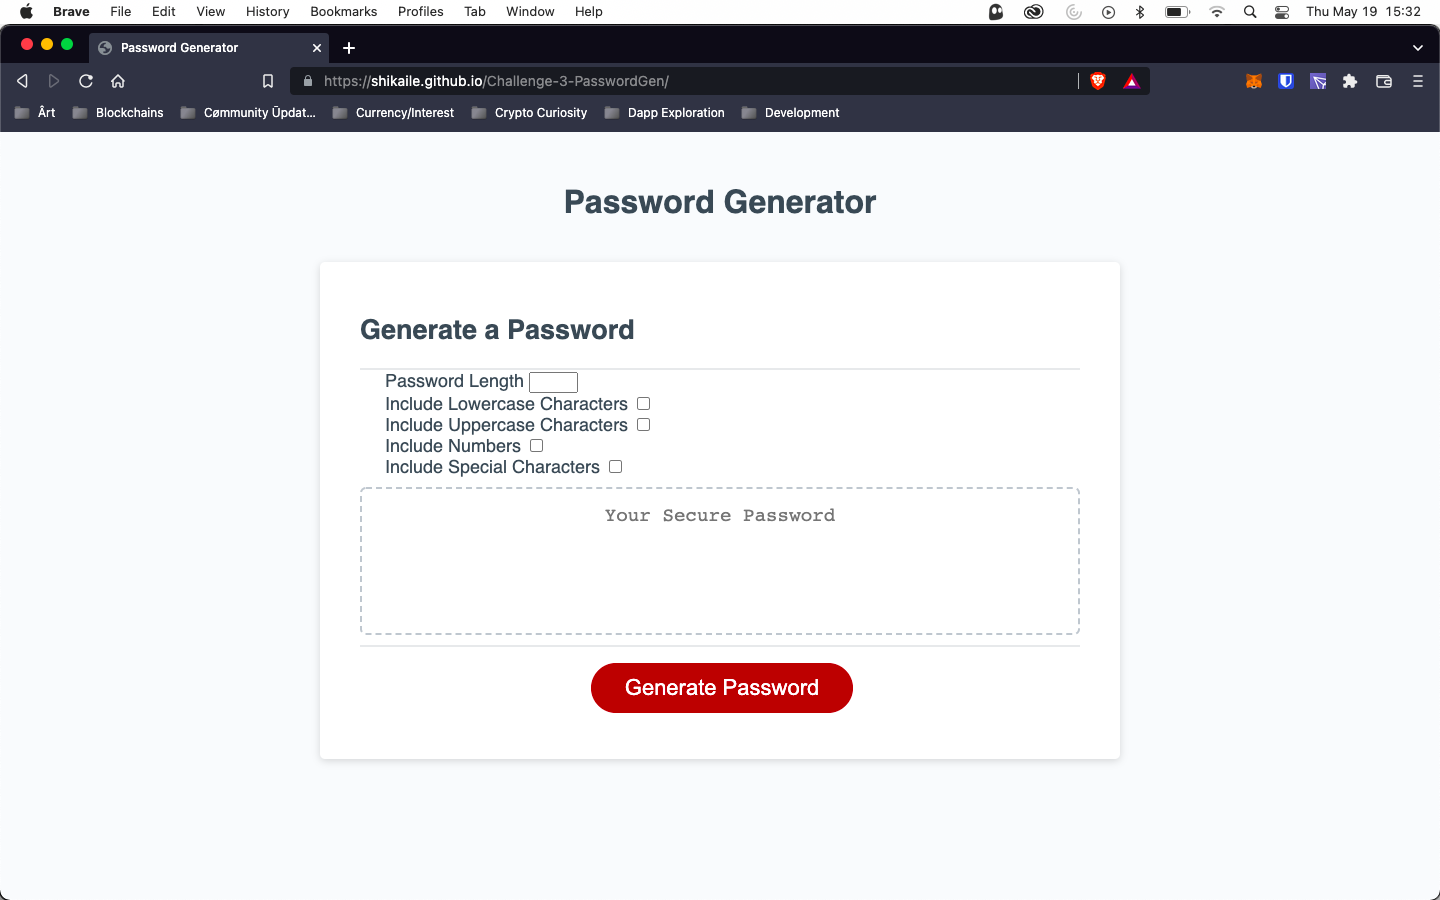 Brave File Edit View History Bookmarks Profiles Tab Window Help Thu May 19 15:32
Password Generator
https://shikaile.github.io/Challenge-3-PasswordGen/
Årt Blockchains Cømmunity Ūpdat... Currency/Interest Crypto Curiosity Dapp Exploration Development
Password Generator
Generate a Password
Password Length
Include Lowercase Characters
Include Uppercase Characters
Include Numbers
Include Special Characters
Your Secure Password
Generate Password